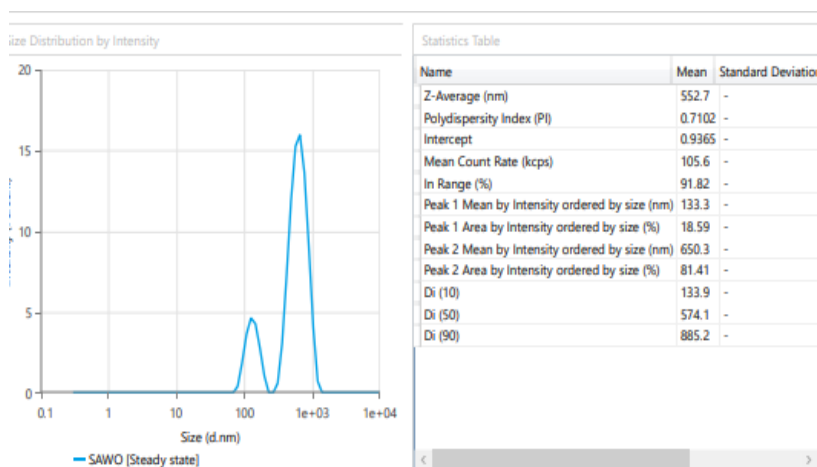 Size Distribution by Intensity
20
15
10
5
0
0.1 1 10 100 1e+03 1e+04
Size (d.nm)
SAWO [Steady state]
Statistics Table
Name Mean Standard Deviation
Z-Average (nm) 552.7 -
Polydispersity Index (PI) 0.7102 -
Intercept 0.9365 -
Mean Count Rate (kcps) 105.6 -
In Range (%) 91.82 -
Peak 1 Mean by Intensity ordered by size (nm) 133.3 -
Peak 1 Area by Intensity ordered by size (%) 18.59 -
Peak 2 Mean by Intensity ordered by size (nm) 650.3 -
Peak 2 Area by Intensity ordered by size (%) 81.41 -
Di (10) 133.9 -
Di (50) 574.1 -
Di (90) 885.2 -